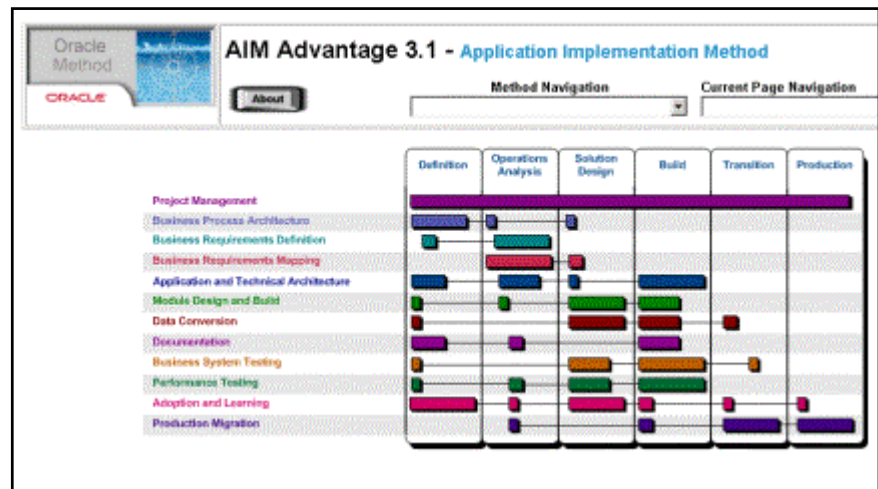 Oracle
Method
ORACLE
AIM Advantage 3.1 - Application Implementation Method
About
Method Navigation
Current Page Navigation
Definition
Operations
Analysis
Solution
Design
Build
Transition
Production
Project Management
Business Process Architecture
Business Requirements Definition
Business Requirements Mapping
Application and Technical Architecture
Module Design and Build
Data Conversion
Documentation
Business System Testing
Performance Testing
Adoption and Learning
Production Migration